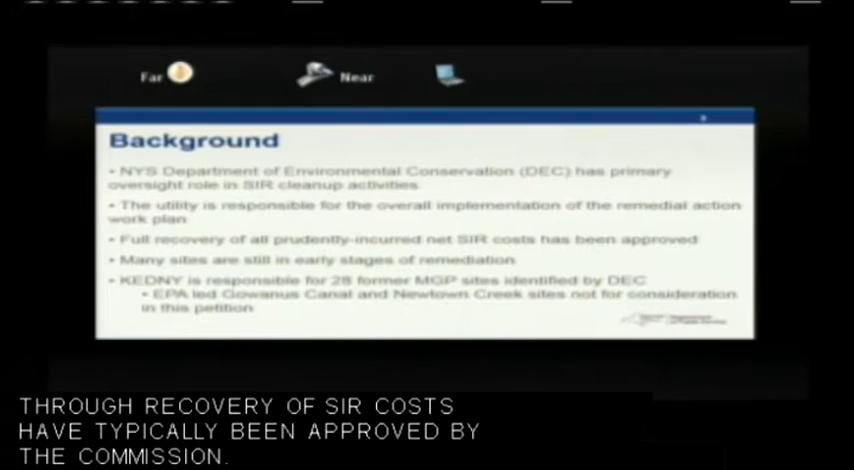 Far
Near
Background
• NYS Department of Environmental Conservation (DEC) has primary
oversight role in SIR cleanup activities
• The utility is responsible for the overall implementation of the remedial action
work plan
• Full recovery of all prudently-incurred net SIR costs has been approved
• Many sites are still in early stages of remediation
• KEDNY is responsible for 28 former MGP sites identified by DEC
• EPA led Gowanus Canal and Newtown Creek sites not for consideration
in this petition
THROUGH RECOVERY OF SIR COSTS
HAVE TYPICALLY BEEN APPROVED BY
THE COMMISSION.